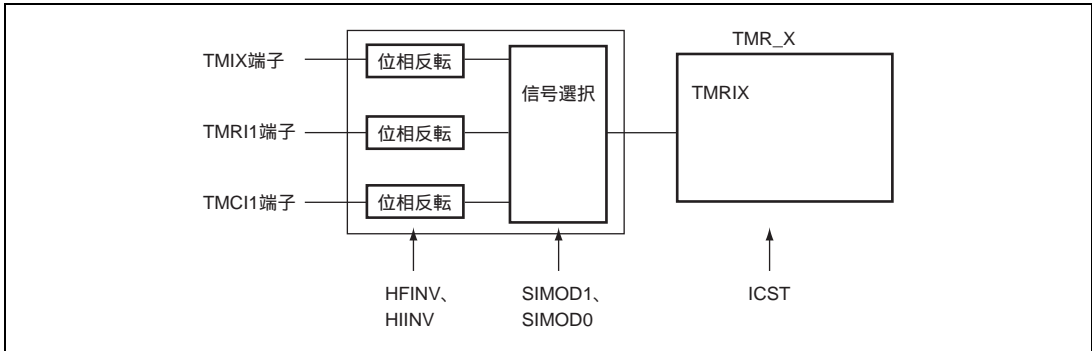 TMR_X
TMIX端子
位相反転
信号選択
TMRIX
TMRI1端子
位相反転
TMCI1端子
位相反転
HFINV、
HIINV
SIMOD1、
SIMOD0
ICST